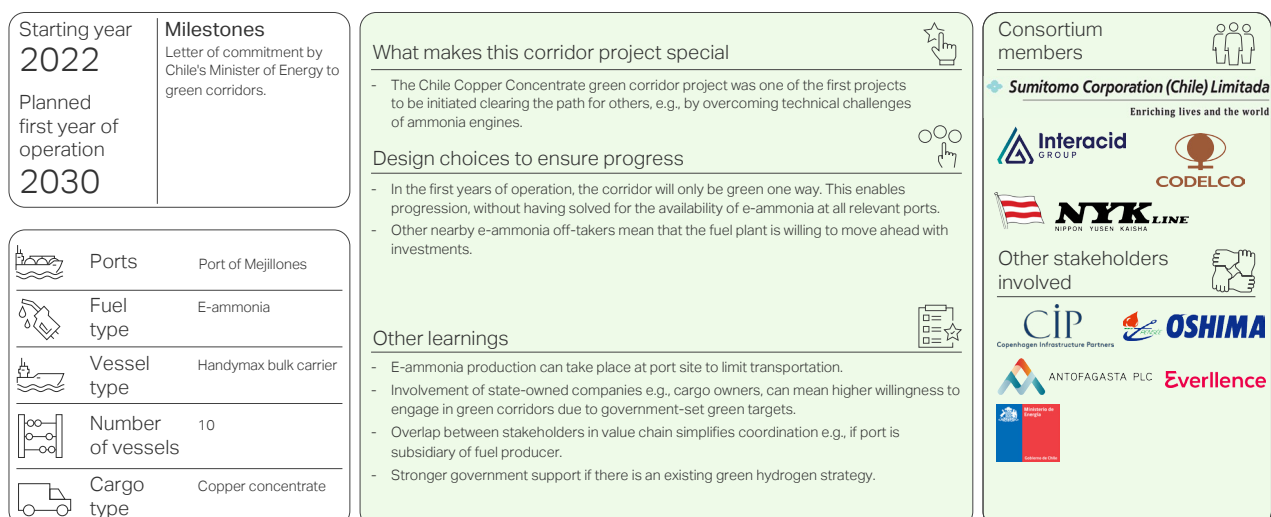 Starting year
2022
Planned
first year of
operation
2030
Milestones
Letter of commitment by
Chile's Minister of Energy to
green corridors.
Ports
Port of Mejillones
Fuel
type
E-ammonia
Vessel
type
Handymax bulk carrier
Number
of vessels
10
Cargo
type
Copper concentrate
What makes this corridor project special
- The Chile Copper Concentrate green corridor project was one of the first projects
to be initiated clearing the path for others, e.g., by overcoming technical challenges
of ammonia engines.
Design choices to ensure progress
- In the first years of operation, the corridor will only be green one way. This enables
progression, without having solved for the availability of e-ammonia at all relevant ports.
- Other nearby e-ammonia off-takers mean that the fuel plant is willing to move ahead with
investments.
Other learnings
- E-ammonia production can take place at port site to limit transportation.
- Involvement of state-owned companies e.g., cargo owners, can mean higher willingness to
engage in green corridors due to government-set green targets.
- Overlap between stakeholders in value chain simplifies coordination e.g., if port is
subsidiary of fuel producer.
- Stronger government support if there is an existing green hydrogen strategy.
Consortium
members
Sumitomo Corporation (Chile) Limitada
Enriching lives and the world
Interacid
GROUP
CODELCO
NYK LINE
NIPPON YUSEN KAISHA
Other stakeholders
involved
CIP
Copenhagen Infrastructure Partners
OSHIMA
ANTOFAGASTA PLC
Everllence
Ministerio de
Energía
Gobierno de Chile